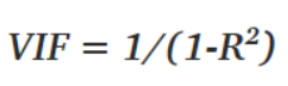 VIF = 1/(1-R²)